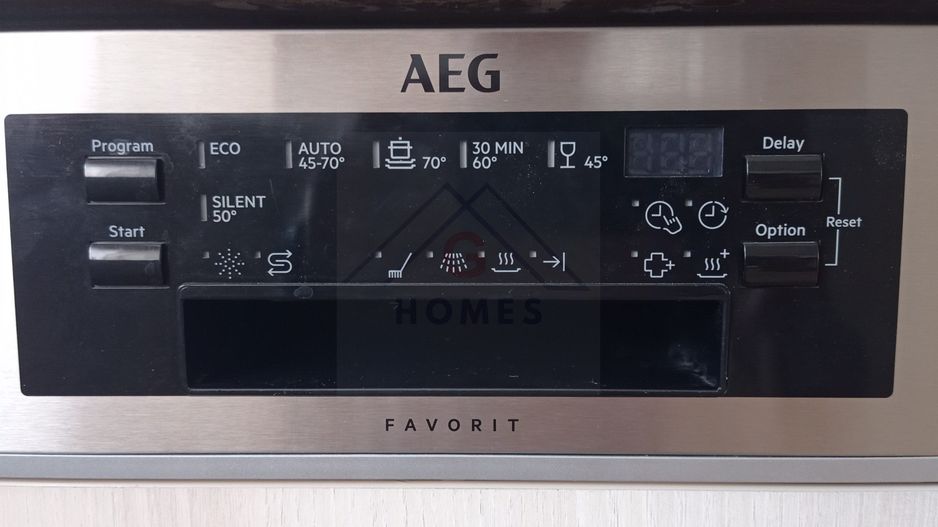 AEG
Program
ECO
AUTO
45-70°
70°
30 MIN
60°
45°
Delay
SILENT
50°
Reset
Start
Option
G
HOMES
FAVORIT